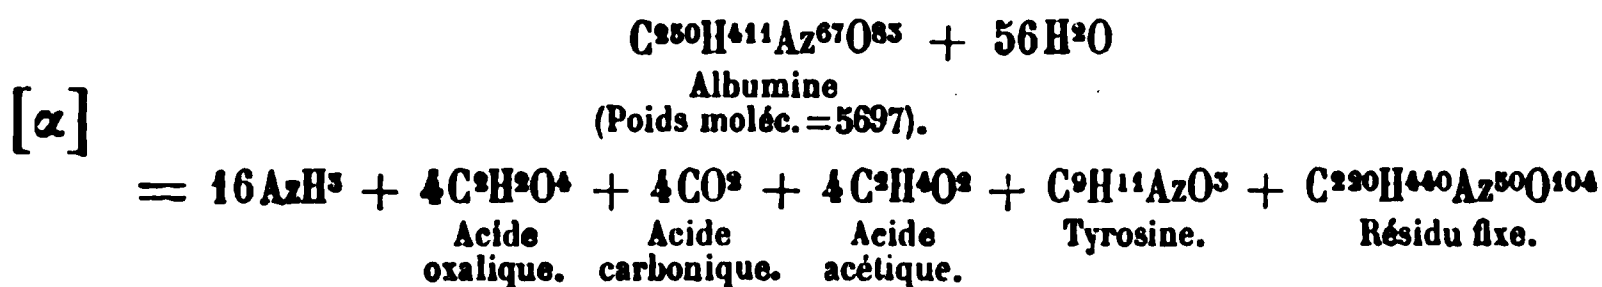 C²⁵⁰H⁴¹¹Az⁶⁷O⁸³ + 56H²O
Albumine
(Poids moléc.=5697).
[α]
= 16AzH³ + 4C²H²O⁴ + 4CO² + 4C²H⁴O² + C⁹H¹¹AzO³ + C²²⁰H⁴⁴⁰Az⁵⁰O¹⁰⁴
Acide Acide Acide Tyrosine. Résidu fixe.
oxalique. carbonique. acétique.